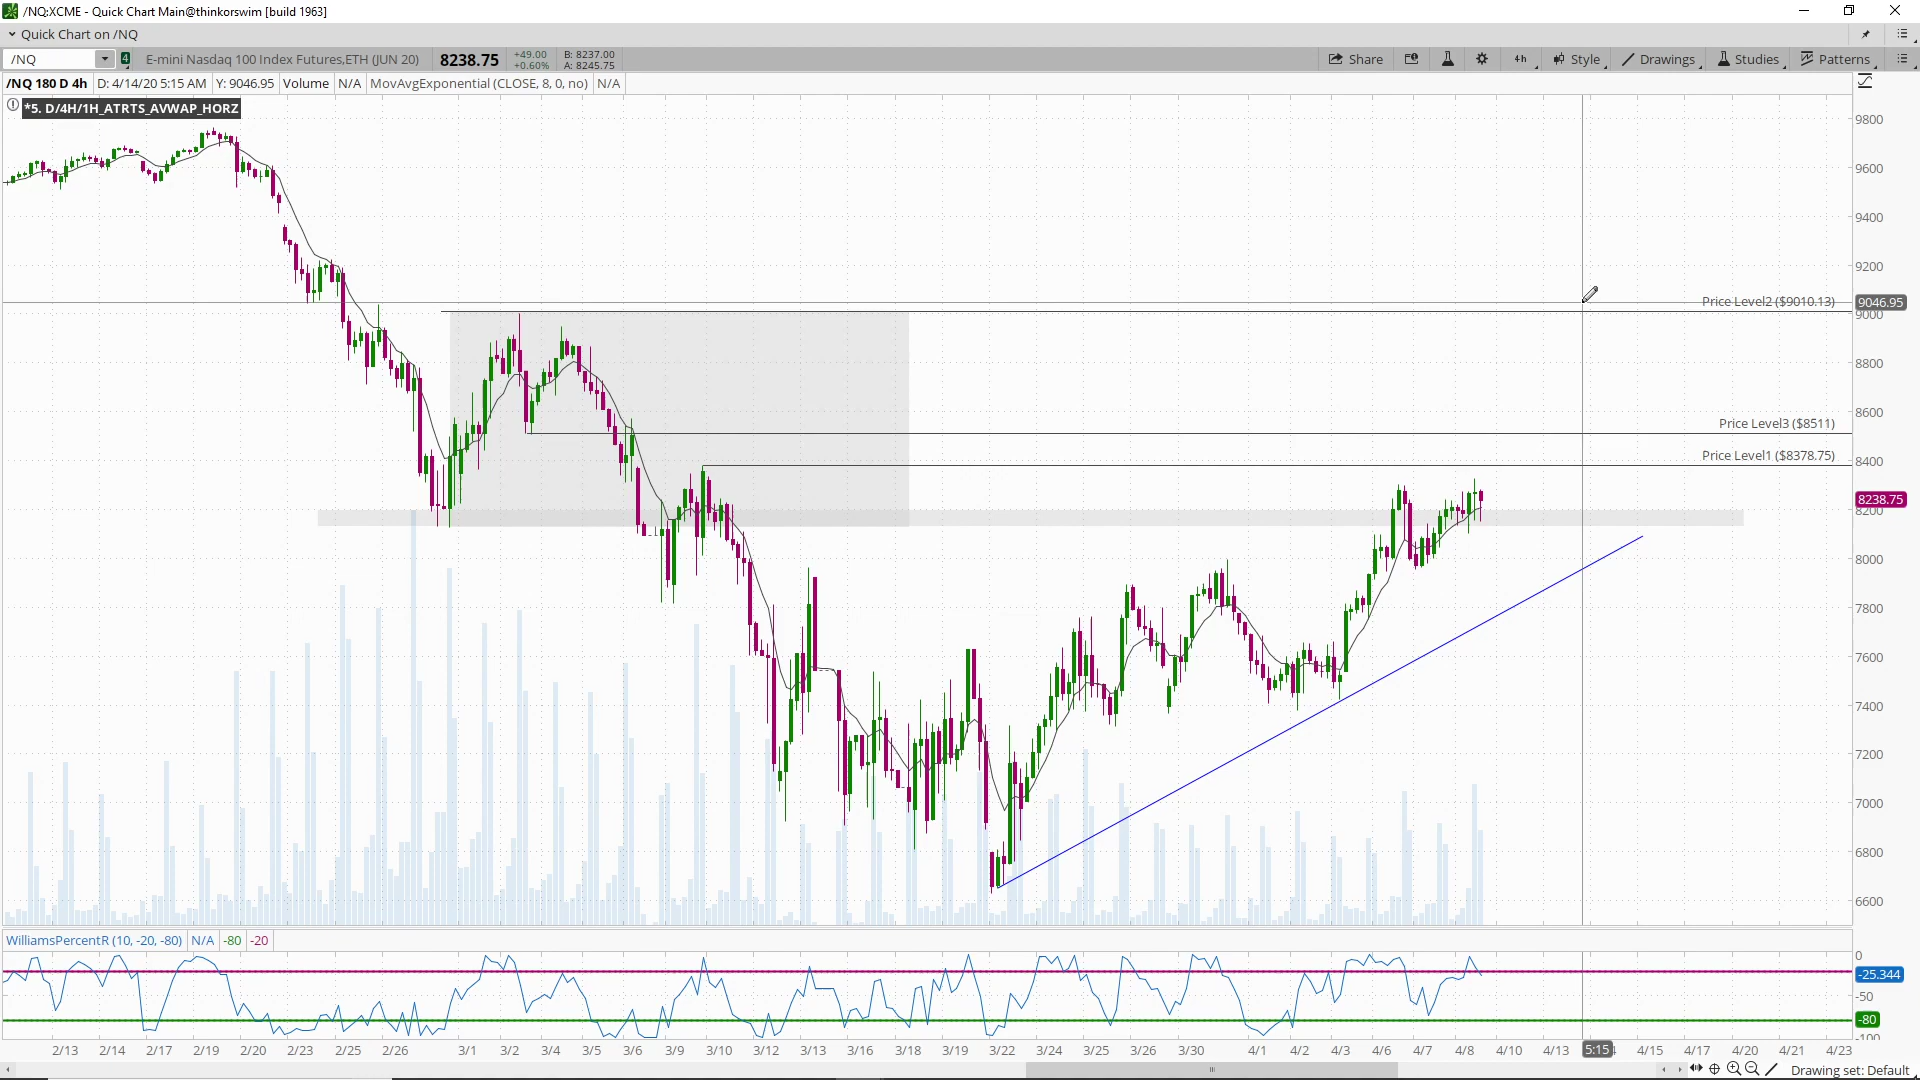 /NQ:XCME - Quick Chart Main@thinkorswim [build 1963]
Quick Chart on /NQ
/NQ 4 E-mini Nasdaq 100 Index Futures,ETH (JUN 20) 8238.75 +49.00 +0.60% B: 8237.00 A: 8245.75 Share 4h Style Drawings Studies Patterns
/NQ 180 D 4h D: 4/14/20 5:15 AM Y: 9046.95 Volume N/A MovAvgExponential (CLOSE, 8, 0, no) N/A
*5. D/4H/1H_ATRTS_AVWAP_HORZ
9800
9600
9400
9200
Price Level2 ($9010.13) 9046.95
9000
8800
8600
Price Level3 ($8511)
Price Level1 ($8378.75)
8400
8238.75
8200
8000
7800
7600
7400
7200
7000
6800
6600
WilliamsPercentR (10, -20, -80) N/A -80 -20
0
-25.344
-50
-80
-100
2/13 2/14 2/17 2/19 2/20 2/23 2/25 2/26 3/1 3/2 3/4 3/5 3/6 3/9 3/10 3/12 3/13 3/16 3/18 3/19 3/22 3/24 3/25 3/26 3/30 4/1 4/2 4/3 4/6 4/7 4/8 4/10 4/13 5:15 4/15 4/17 4/20 4/21 4/23
Drawing set: Default